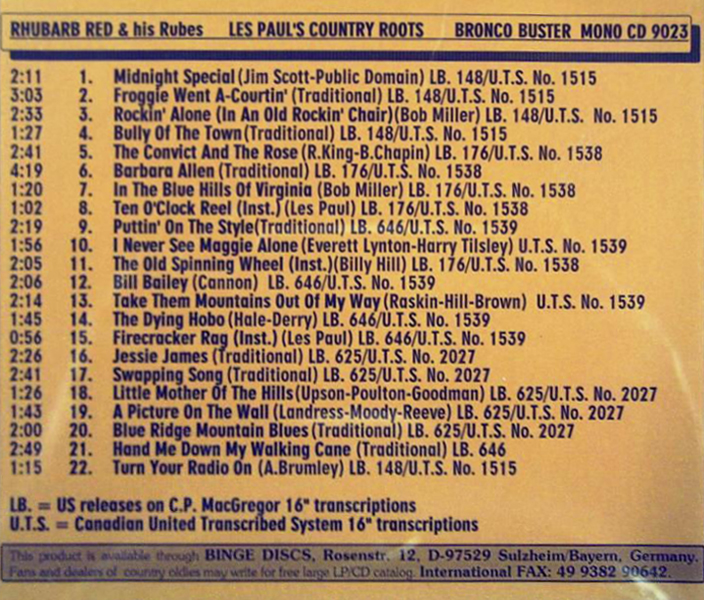 RHUBARB RED & his Rubes LES PAUL'S COUNTRY ROOTS BRONCO BUSTER MONO CD 9023
2:11 1. Midnight Special (Jim Scott-Public Domain) LB. 148/U.T.S. No. 1515
3:03 2. Froggie Went A-Courtin' (Traditional) LB. 148/U.T.S. No. 1515
2:33 3. Rockin' Alone (In An Old Rockin' Chair)(Bob Miller) LB. 148/U.T.S. No. 1515
1:27 4. Bully Of The Town(Traditional) LB. 148/U.T.S. No. 1515
2:41 5. The Convict And The Rose (R.King-B.Chapin) LB. 176/U.T.S. No. 1538
4:19 6. Barbara Allen (Traditional) LB. 176/U.T.S. No. 1538
1:20 7. In The Blue Hills Of Virginia (Bob Miller) LB. 176/U.T.S. No. 1538
1:02 8. Ten O'Clock Reel (Inst.) (Les Paul) LB. 176/U.T.S. No. 1538
2:19 9. Puttin' On The Style(Traditional) LB. 646/U.T.S. No. 1539
1:56 10. I Never See Maggie Alone (Everett Lynton-Harry Tilsley) U.T.S. No. 1539
2:05 11. The Old Spinning Wheel (Inst.)(Billy Hill) LB. 176/U.T.S. No. 1538
2:06 12. Bill Bailey (Cannon) LB. 646/U.T.S. No. 1539
2:14 13. Take Them Mountains Out Of My Way (Raskin-Hill-Brown) U.T.S. No. 1539
1:45 14. The Dying Hobo (Hale-Derry) LB. 646/U.T.S. No. 1539
0:56 15. Firecracker Rag (Inst.) (Les Paul) LB. 646/U.T.S. No. 1539
2:26 16. Jessie James (Traditional) LB. 625/U.T.S. No. 2027
2:41 17. Swapping Song (Traditional) LB. 625/U.T.S. No. 2027
1:26 18. Little Mother Of The Hills (Upson-Poulton-Goodman) LB. 625/U.T.S. No. 2027
1:43 19. A Picture On The Wall (Landress-Moody-Reeve) LB. 625/U.T.S. No. 2027
2:00 20. Blue Ridge Mountain Blues (Traditional) LB. 625/U.T.S. No. 2027
2:49 21. Hand Me Down My Walking Cane (Traditional) LB. 646
1:15 22. Turn Your Radio On (A.Brumley) LB. 148/U.T.S. No. 1515
LB. = US releases on C.P. MacGregor 16" transcriptions
U.T.S. = Canadian United Transcribed System 16" transcriptions
This product is available through BINGE DISCS, Rosenstr. 12, D-97529 Sulzheim/Bayern, Germany.
Fans and dealers of country oldies may write for free large LP/CD catalog. International FAX: 49 9382 90642.